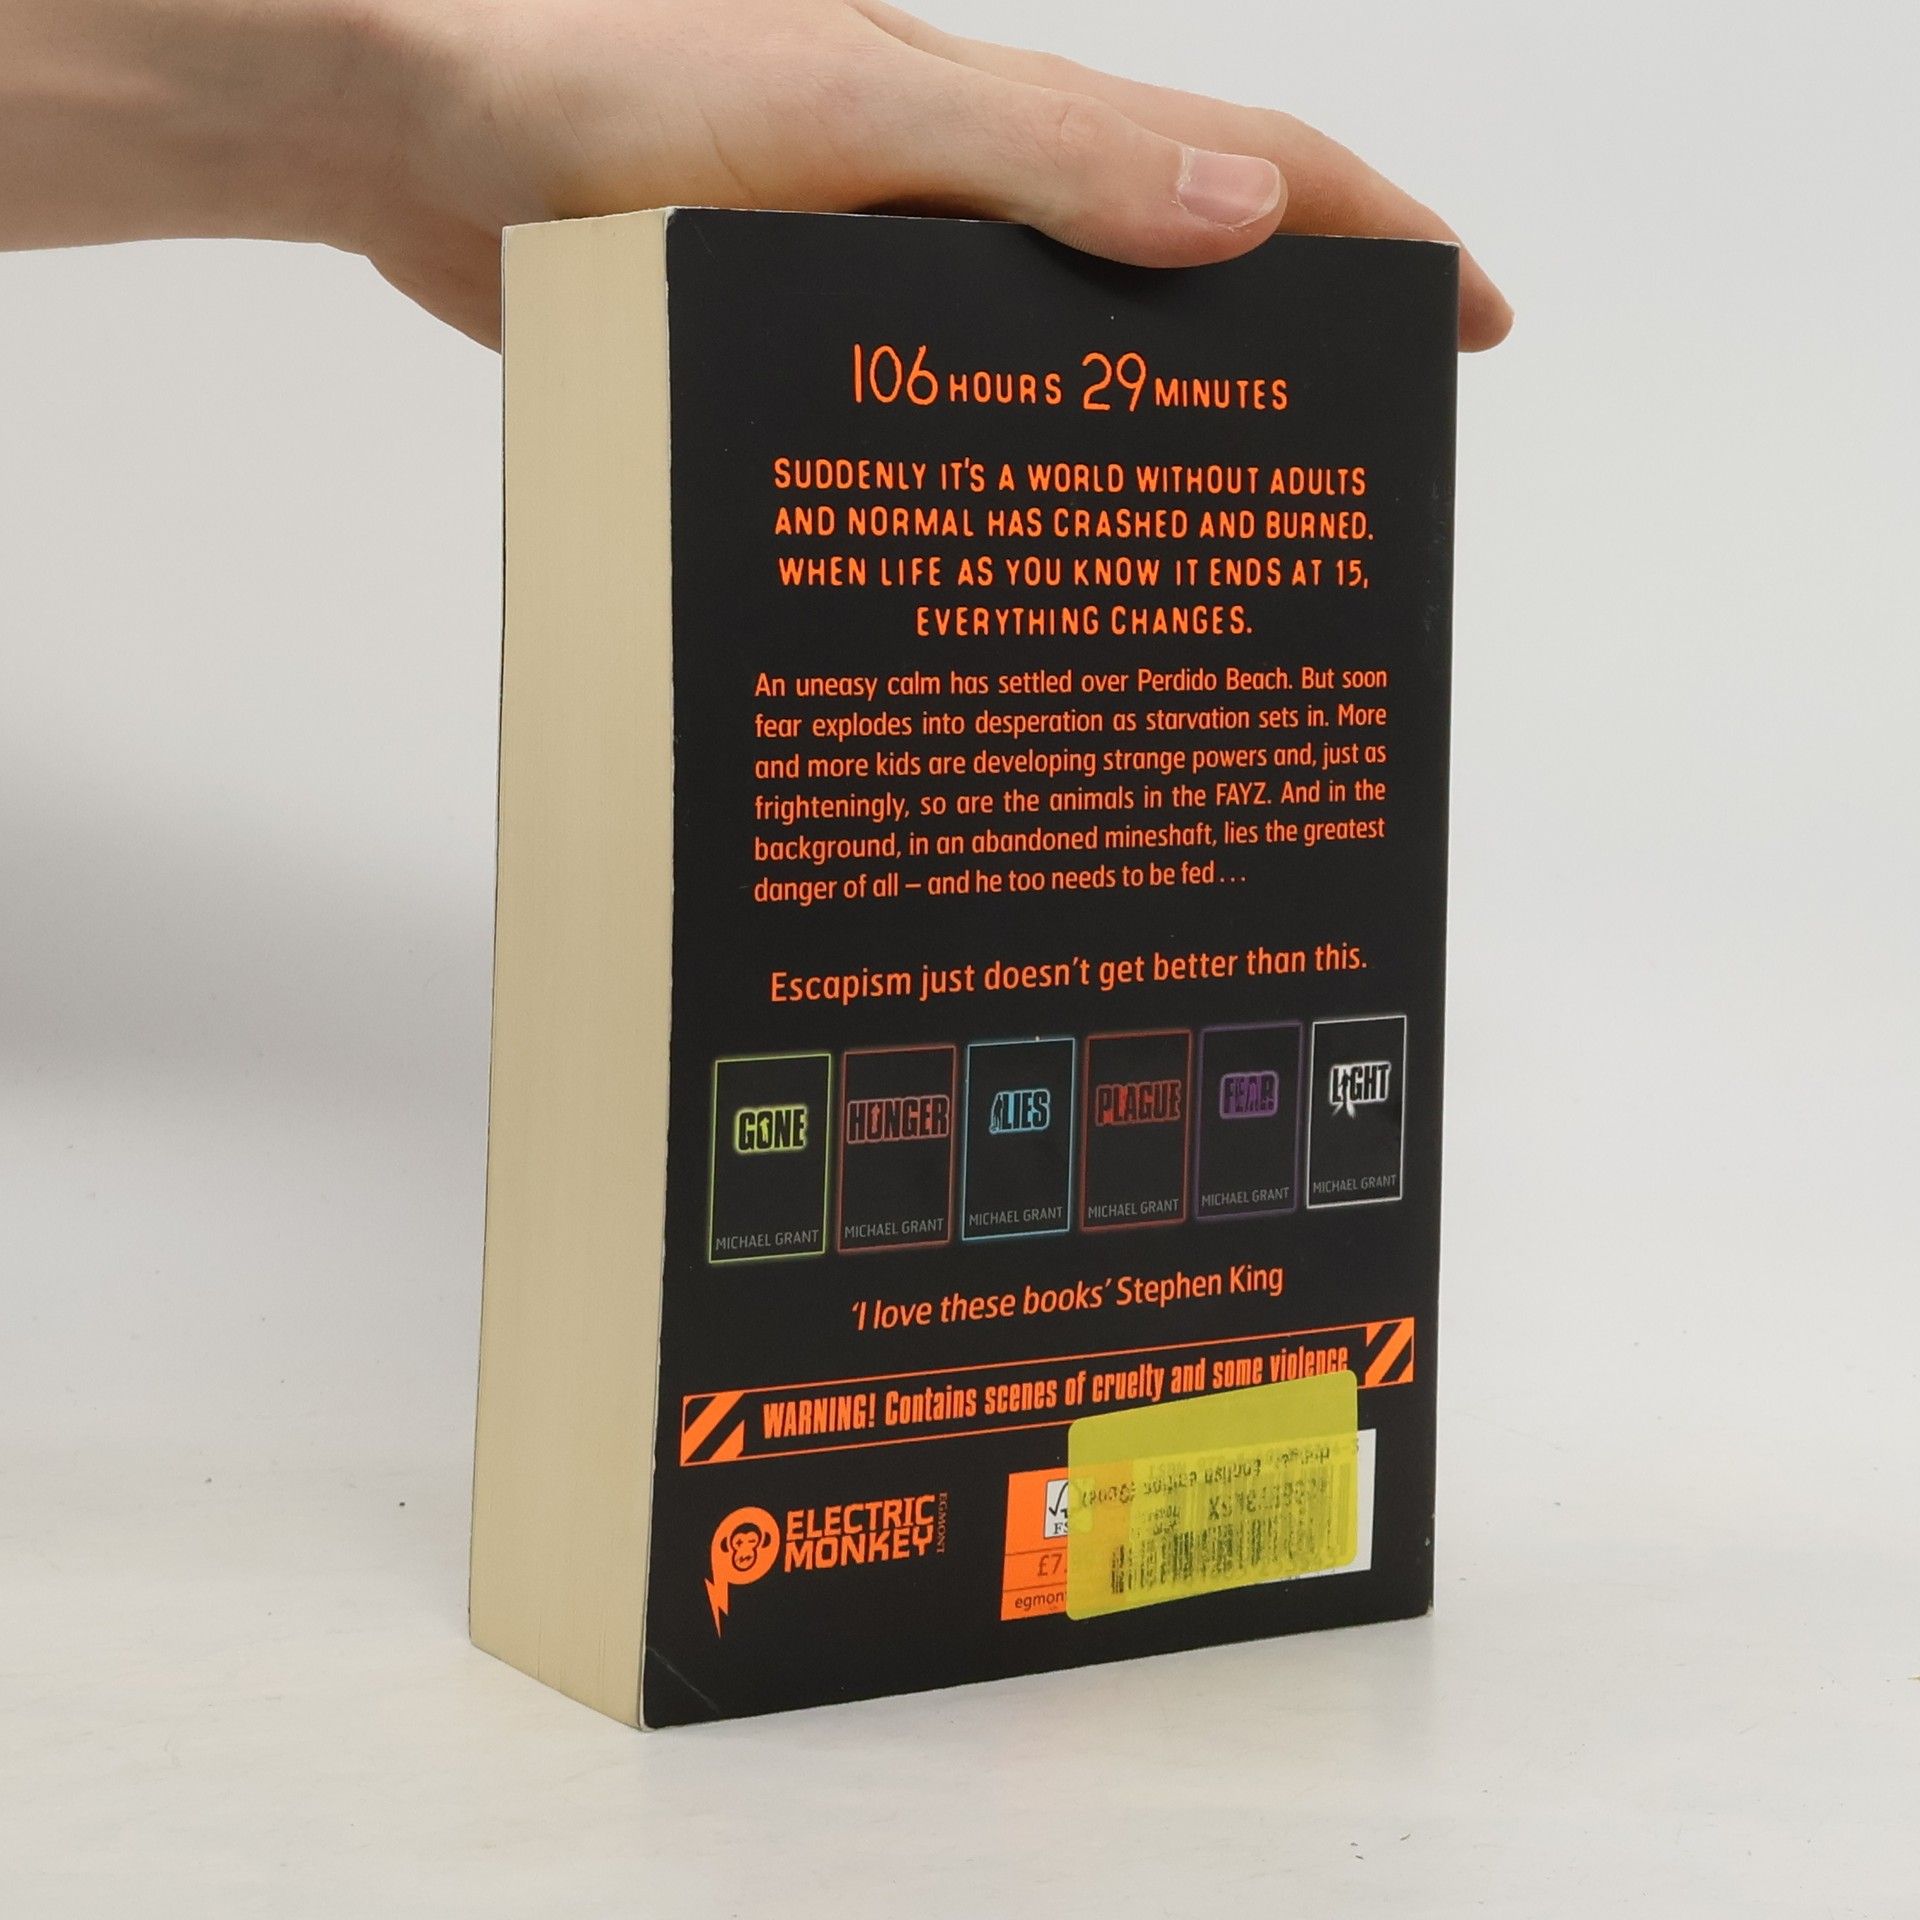 106 HOURS 29 MINUTES
SUDDENLY IT'S A WORLD WITHOUT ADULTS
AND NORMAL HAS CRASHED AND BURNED.
WHEN LIFE AS YOU KNOW IT ENDS AT 15,
EVERYTHING CHANGES.
An uneasy calm has settled over Perdido Beach. But soon
fear explodes into desperation as starvation sets in. More
and more kids are developing strange powers and, just as
frighteningly, so are the animals in the FAYZ. And in the
background, in an abandoned mineshaft, lies the greatest
danger of all – and he too needs to be fed...
Escapism just doesn't get better than this.
GONE HUNGER LIES PLAGUE FEAR LIGHT
MICHAEL GRANT MICHAEL GRANT MICHAEL GRANT MICHAEL GRANT MICHAEL GRANT MICHAEL GRANT
'I love these books' Stephen King
WARNING! Contains scenes of cruelty and some violence
ELECTRIC
MONKEY
EGMONT
£7.
egmon